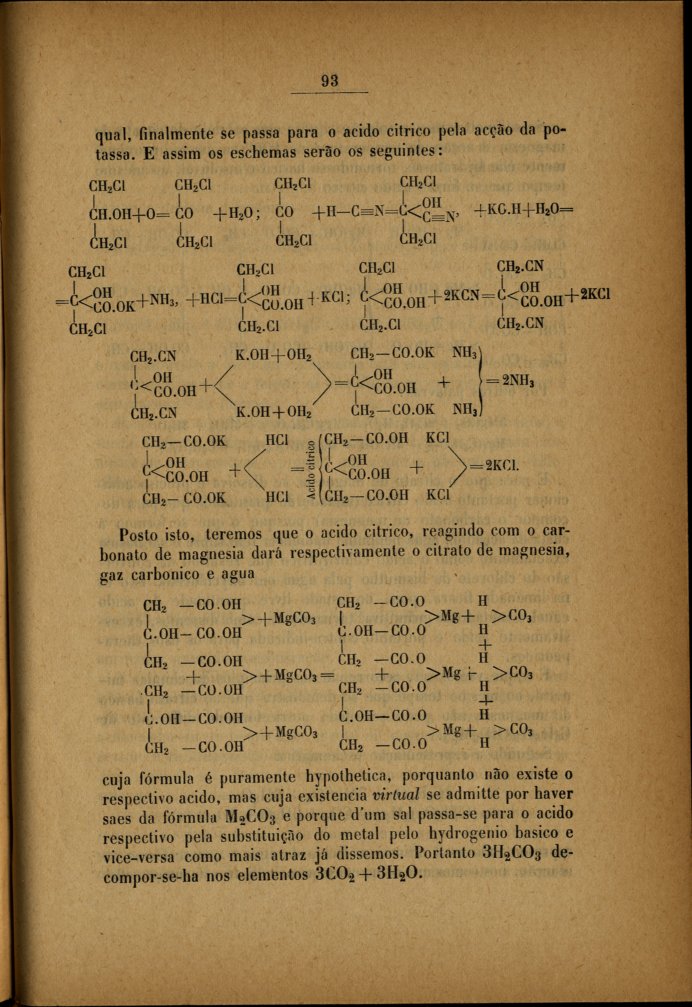 93
qual, finalmente se passa para o acido citrico pela acção da po-
tassa. E assim os eschemas serão os seguintes:
CH₂Cl CH₂Cl CH₂Cl CH₂Cl
| | | |
CH.OH+O= CO +H₂O; CO +H—C≡N=C<OH C≡N, +KC.H+H₂O=
| | | |
CH₂Cl CH₂Cl CH₂Cl CH₂Cl
CH₂Cl CH₂Cl CH₂Cl CH₂.CN
| | | |
=C<OH CO.OK+NH₃, +HCl=C<OH CO.OH+KCl; C<OH CO.OH+2KCN=C<OH CO.OH+2KCl
| | | |
CH₂Cl CH₂.Cl CH₂.Cl CH₂.CN
CH₂.CN K.OH+OH₂ CH₂—CO.OK NH₃
| / \ |
C<OH CO.OH+< >=C<OH CO.OH + }=2NH₃
| \ / |
CH₂.CN K.OH+OH₂ CH₂—CO.OK NH₃
CH₂—CO.OK HCl CH₂—CO.OH KCl
| / | \
C<OH CO.OH +< = Acido citrico { C<OH CO.OH + >=2KCl.
| \ | /
CH₂—CO.OK HCl CH₂—CO.OH KCl
Posto isto, teremos que o acido citrico, reagindo com o car-
bonato de magnesia dará respectivamente o citrato de magnesia,
gaz carbonico e agua
CH₂ —CO.OH CH₂ —CO.O H
| >+MgCO₃ | >Mg+ >CO₃
C.OH—CO.OH C.OH—CO.O H
| | +
CH₂ —CO.OH CH₂ —CO.O H
+ >+MgCO₃= + >Mg+ >CO₃
CH₂ —CO.OH CH₂ —CO.O H
| | +
C.OH—CO.OH C.OH—CO.O H
| >+MgCO₃ | >Mg+ >CO₃
CH₂ —CO.OH CH₂ —CO.O H
cuja fórmula é puramente hypothetica, porquanto não existe o
respectivo acido, mas cuja existencia virtual se admitte por haver
saes da fórmula M₂CO₃ e porque d'um sal passa-se para o acido
respectivo pela substituição do metal pelo hydrogenio basico e
vice-versa como mais atraz já dissemos. Portanto 3H₂CO₃ de-
compor-se-ha nos elementos 3CO₂+3H₂O.